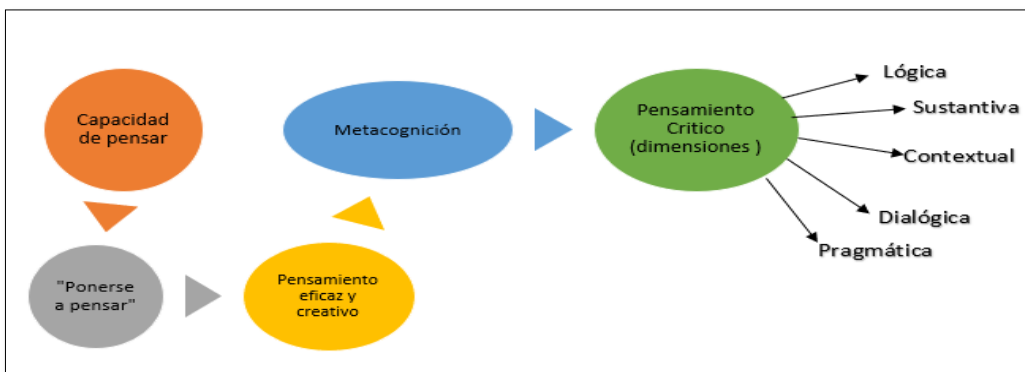 Capacidad
de pensar
"Ponerse
a pensar"
Pensamiento
eficaz y
creativo
Metacognición
Pensamiento
Critico
(dimensiones )
Lógica
Sustantiva
Contextual
Dialógica
Pragmática